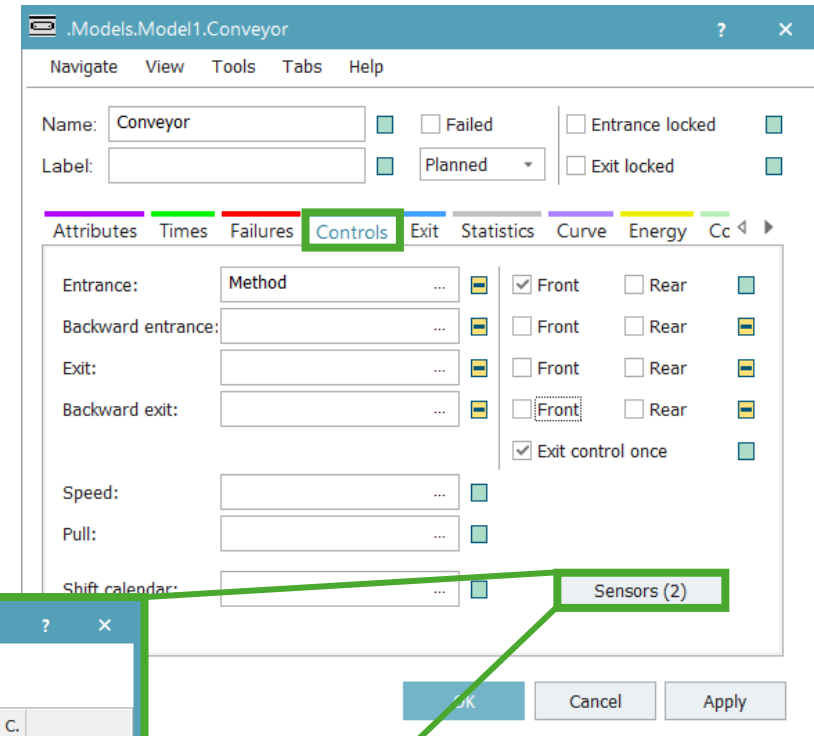 .Models.Model1.Conveyor ? ×
Navigate View Tools Tabs Help
Name: Conveyor Failed Entrance locked
Label: Planned Exit locked
Attributes Times Failures Controls Exit Statistics Curve Energy Cc
Entrance: Method ... Front Rear
Backward entrance: ... Front Rear
Exit: ... Front Rear
Backward exit: ... Front Rear
Exit control once
Speed: ...
Pull: ...
Shift calendar: ... Sensors (2)
? ×
OK Cancel Apply
C.